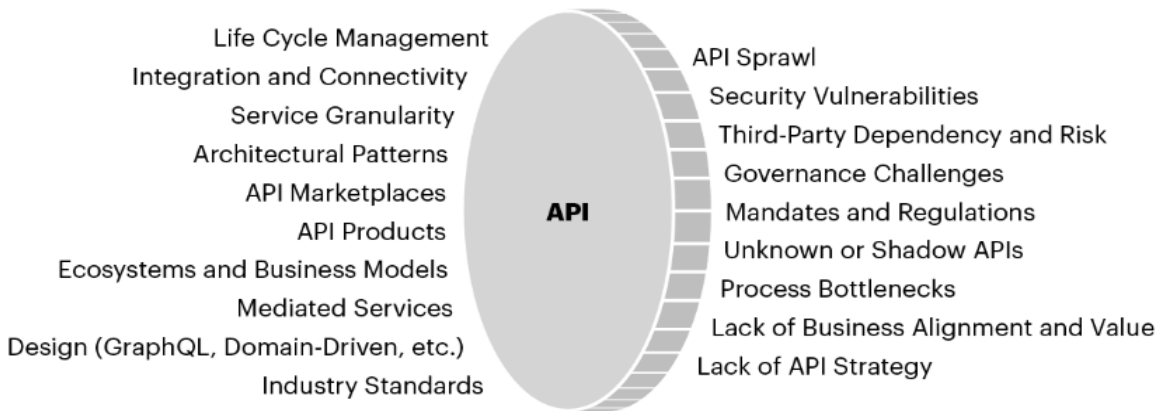 Life Cycle Management
Integration and Connectivity
Service Granularity
Architectural Patterns
API Marketplaces
API Products
Ecosystems and Business Models
Mediated Services
Design (GraphQL, Domain-Driven, etc.)
Industry Standards
API
API Sprawl
Security Vulnerabilities
Third-Party Dependency and Risk
Governance Challenges
Mandates and Regulations
Unknown or Shadow APIs
Process Bottlenecks
Lack of Business Alignment and Value
Lack of API Strategy